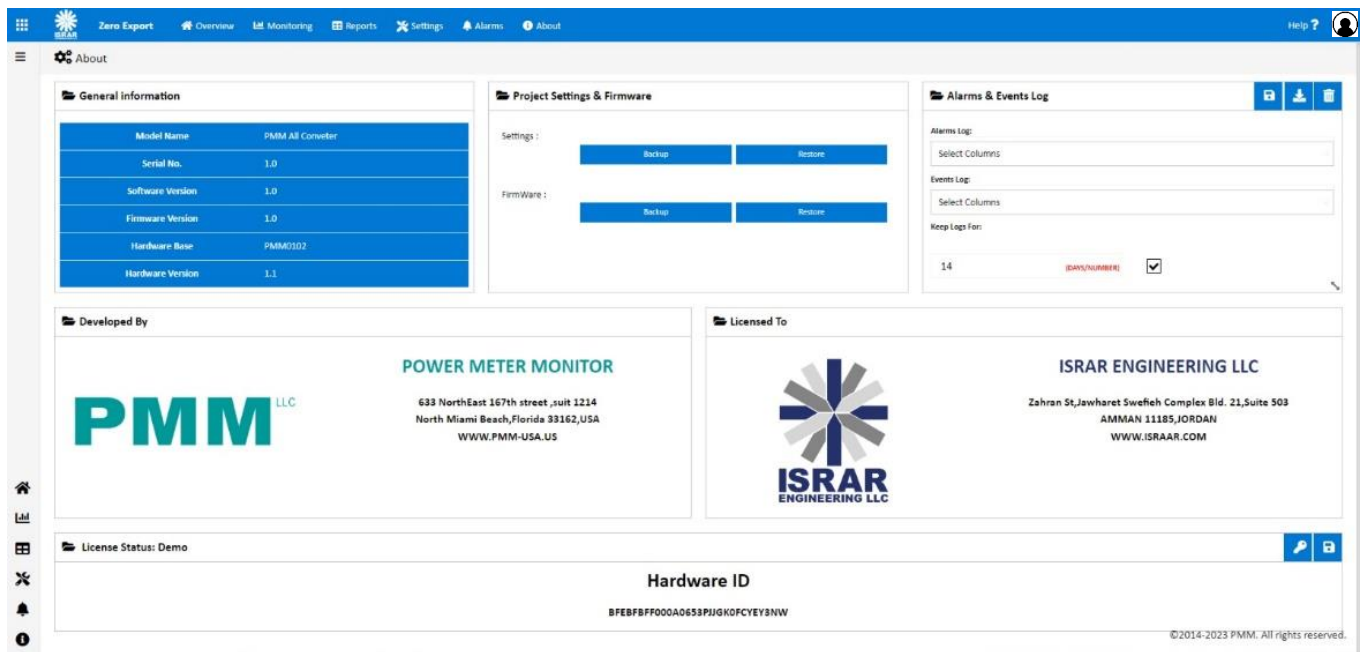 ISRAR
Zero Export
Overview
Monitoring
Reports
Settings
Alarms
About
Help ?
About
General information
Model Name PMM All Conveter
Serial No. 1.0
Software Version 1.0
Firmware Version 1.0
Hardware Base PMM0102
Hardware Version 1.1
Project Settings & Firmware
Settings :
Backup Restore
FirmWare :
Backup Restore
Alarms & Events Log
Alarms Log:
Select Columns
Events Log:
Select Columns
Keep Logs For:
14 (DAYS/NUMBER)
Developed By
PMM LLC
POWER METER MONITOR
633 NorthEast 167th street ,suit 1214
North Miami Beach,Florida 33162,USA
WWW.PMM-USA.US
Licensed To
ISRAR
ENGINEERING LLC
ISRAR ENGINEERING LLC
Zahran St,Jawharet Swefieh Complex Bld. 21,Suite 503
AMMAN 11185,JORDAN
WWW.ISRAAR.COM
License Status: Demo
Hardware ID
BFEBFBFF000A0653PJJGK0FCYEY3NW
©2014-2023 PMM. All rights reserved.